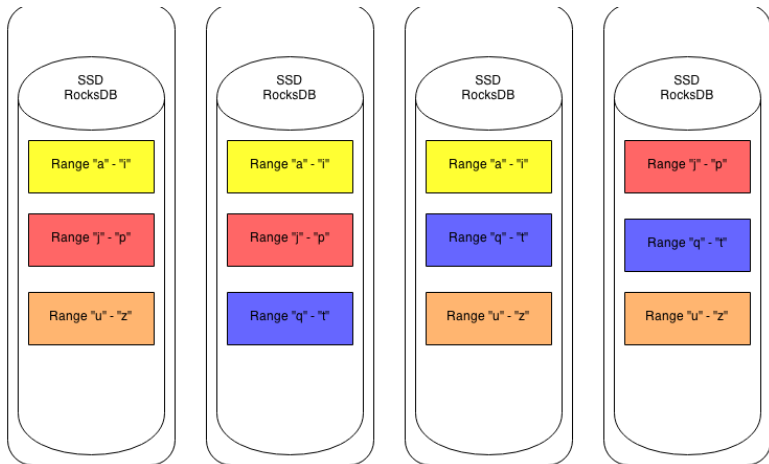 SSD
RocksDB
Range "a" - "i"
Range "j" - "p"
Range "u" - "z"
SSD
RocksDB
Range "a" - "i"
Range "j" - "p"
Range "q" - "t"
SSD
RocksDB
Range "a" - "i"
Range "q" - "t"
Range "u" - "z"
SSD
RocksDB
Range "j" - "p"
Range "q" - "t"
Range "u" - "z"